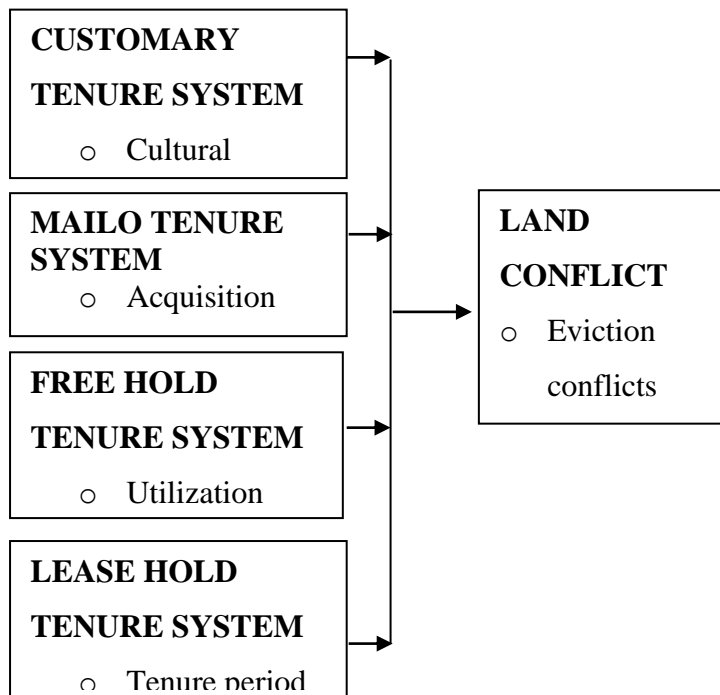 CUSTOMARY
TENURE SYSTEM
o Cultural
MAILO TENURE
SYSTEM
o Acquisition
FREE HOLD
TENURE SYSTEM
o Utilization
LEASE HOLD
TENURE SYSTEM
o Tenure period
LAND
CONFLICT
o Eviction
conflicts